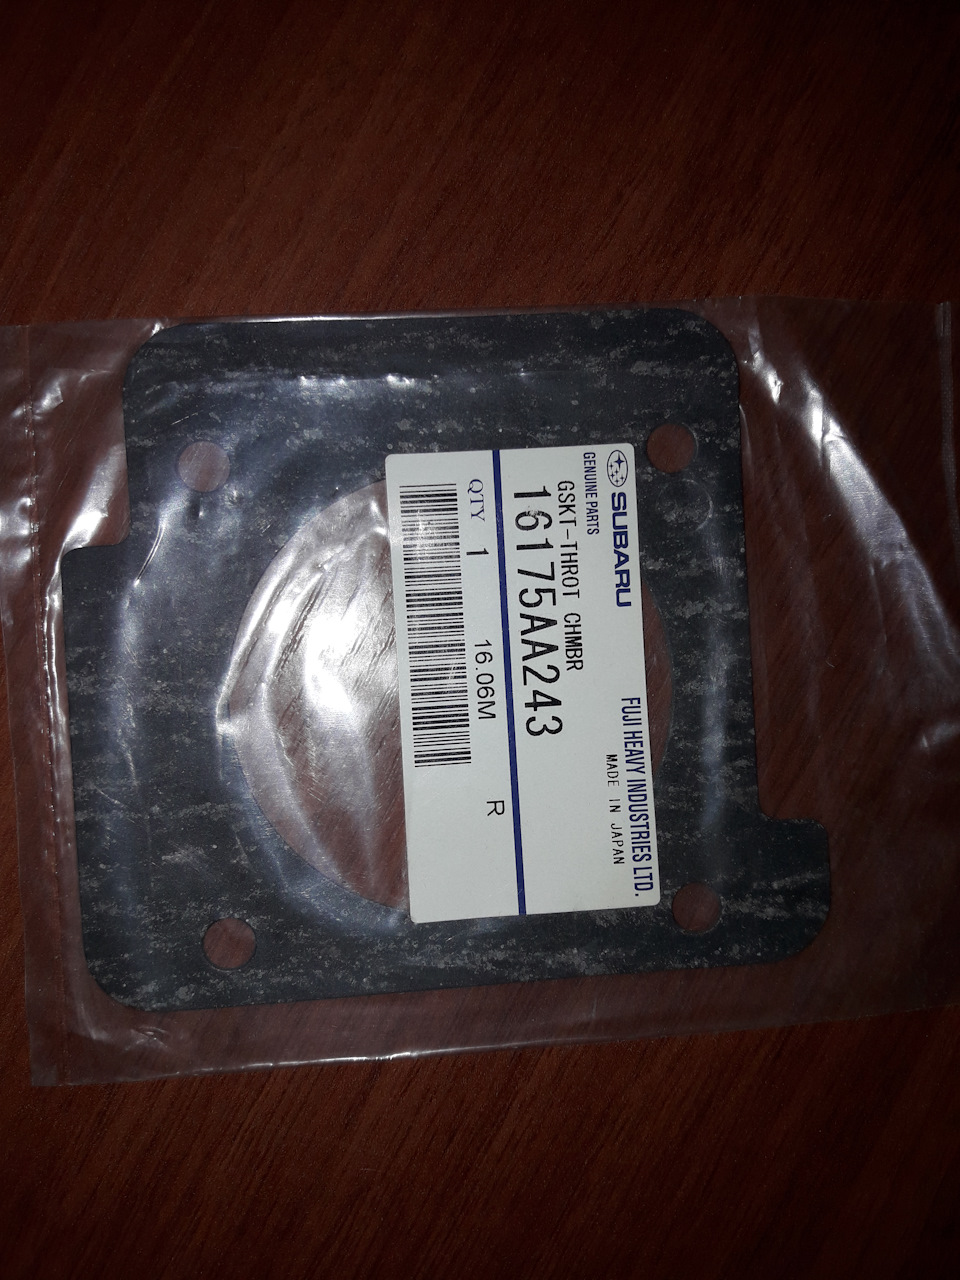 SUBARU FUJI HEAVY INDUSTRIES LTD.
GENUINE PARTS MADE IN JAPAN
GSKT-THROT CHMBR
16175AA243
QTY 1 16.06M R